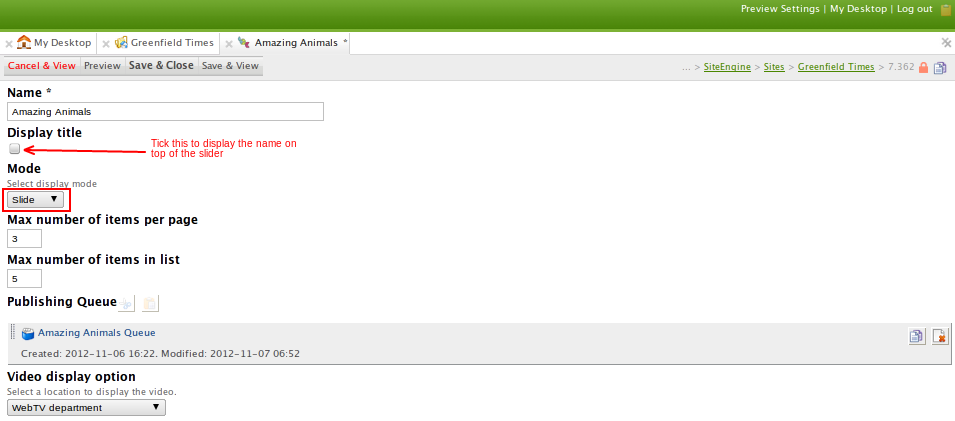 Preview Settings | My Desktop | Log out
My Desktop Greenfield Times Amazing Animals *
Cancel & View Preview Save & Close Save & View ... > SiteEngine > Sites > Greenfield Times > 7.362
Name *
Amazing Animals
Display title
Tick this to display the name on
top of the slider
Mode
Select display mode
Slide
Max number of items per page
3
Max number of items in list
5
Publishing Queue
Amazing Animals Queue
Created: 2012-11-06 16:22. Modified: 2012-11-07 06:52
Video display option
Select a location to display the video.
WebTV department